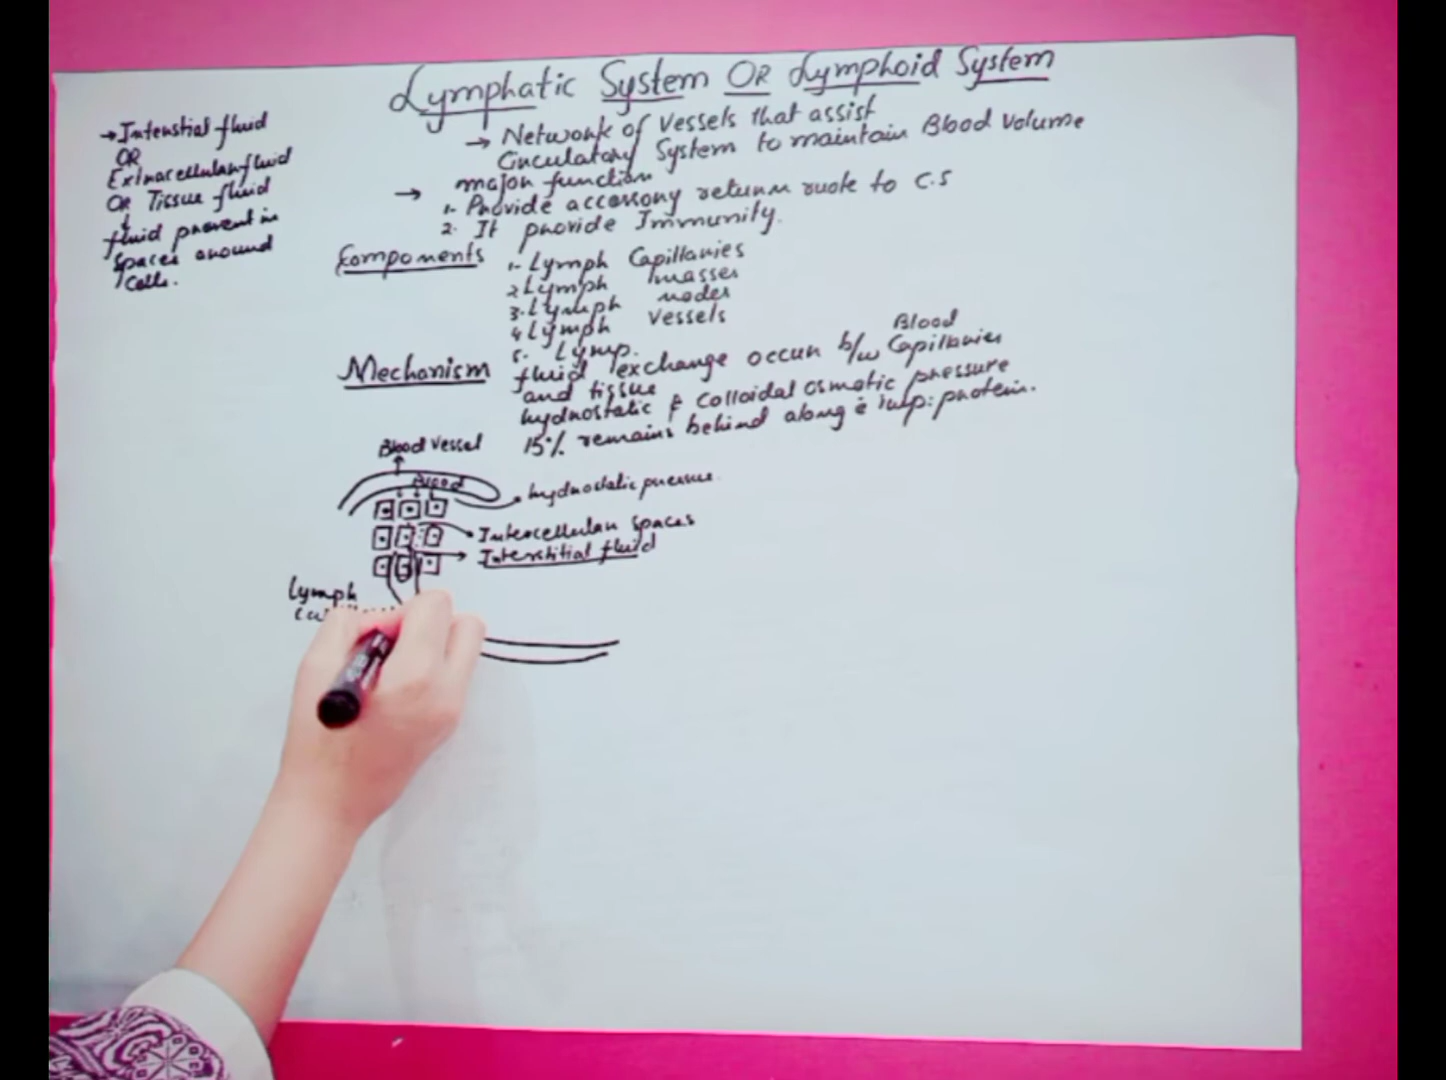 Lymphatic System OR Lymphoid System
→ Network of Vessels that assist
Circulatory System to maintain Blood Volume
→ major function
1- Provide accessory return route to C.S
2- It provide Immunity.
→ Interstial fluid
OR
Extracellular fluid
OR Tissue fluid
↓
fluid present in
Spaces around
Cells.
Components
1- Lymph Capillaries
2 Lymph masses
3. Lymph nodes
4 Lymph Vessels
5. Lymp.
Mechanism
fluid exchange occur b/w Blood Capillaries
and tissue
hydrostatic & Colloidal osmotic pressure
15% remains behind along c̄ imp: protein.
Blood Vessel
Blood
hydrostatic pressure
Intercellular spaces
Interstitial fluid
Lymph